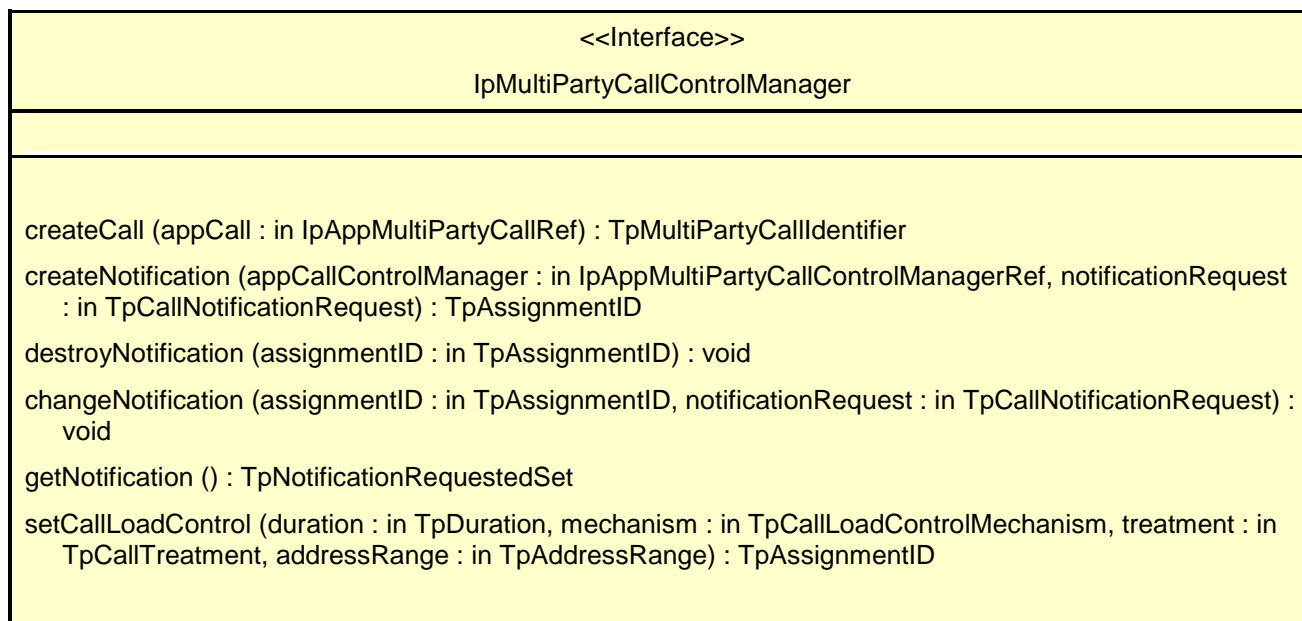 <<Interface>>
IpMultiPartyCallControlManager
createCall (appCall : in IpAppMultiPartyCallRef) : TpMultiPartyCallIdentifier
createNotification (appCallControlManager : in IpAppMultiPartyCallControlManagerRef, notificationRequest
: in TpCallNotificationRequest) : TpAssignmentID
destroyNotification (assignmentID : in TpAssignmentID) : void
changeNotification (assignmentID : in TpAssignmentID, notificationRequest : in TpCallNotificationRequest) :
void
getNotification () : TpNotificationRequestedSet
setCallLoadControl (duration : in TpDuration, mechanism : in TpCallLoadControlMechanism, treatment : in
TpCallTreatment, addressRange : in TpAddressRange) : TpAssignmentID